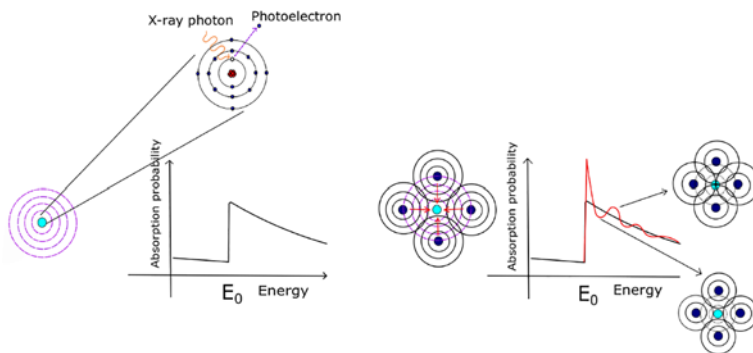 X-ray photon
Photoelectron
Absorption probability
E0
Energy
Absorption probability
E0
Energy